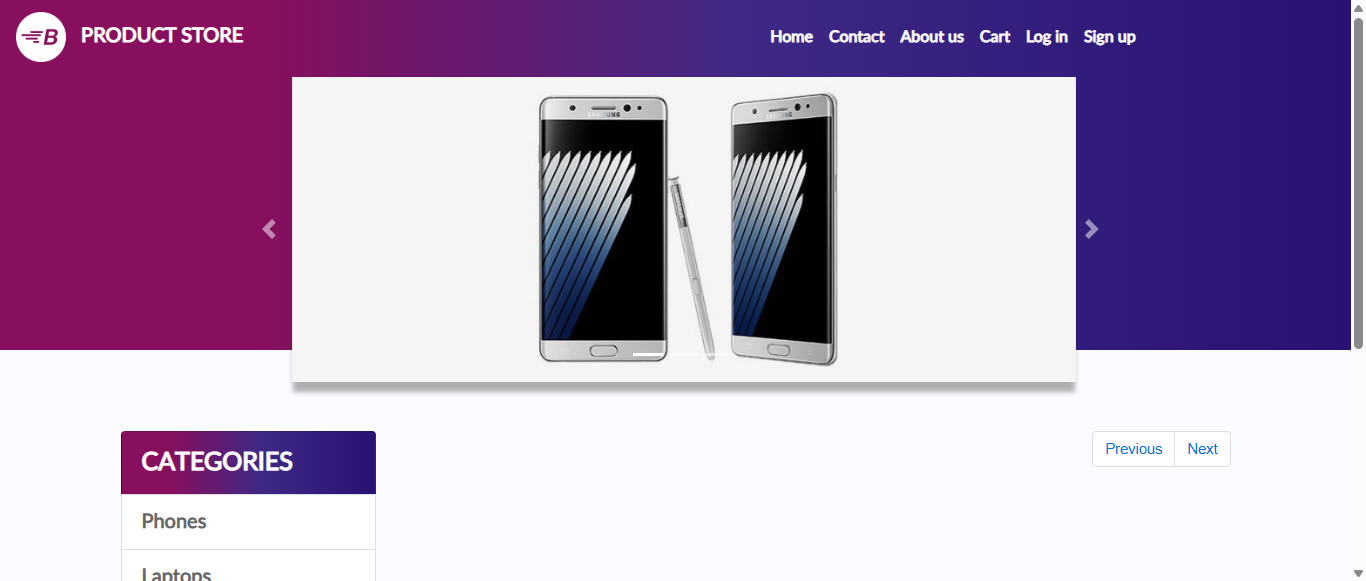 B PRODUCT STORE
Home Contact About us Cart Log in Sign up
SAMSUNG SAMSUNG
CATEGORIES
Previous Next
Phones
Laptops